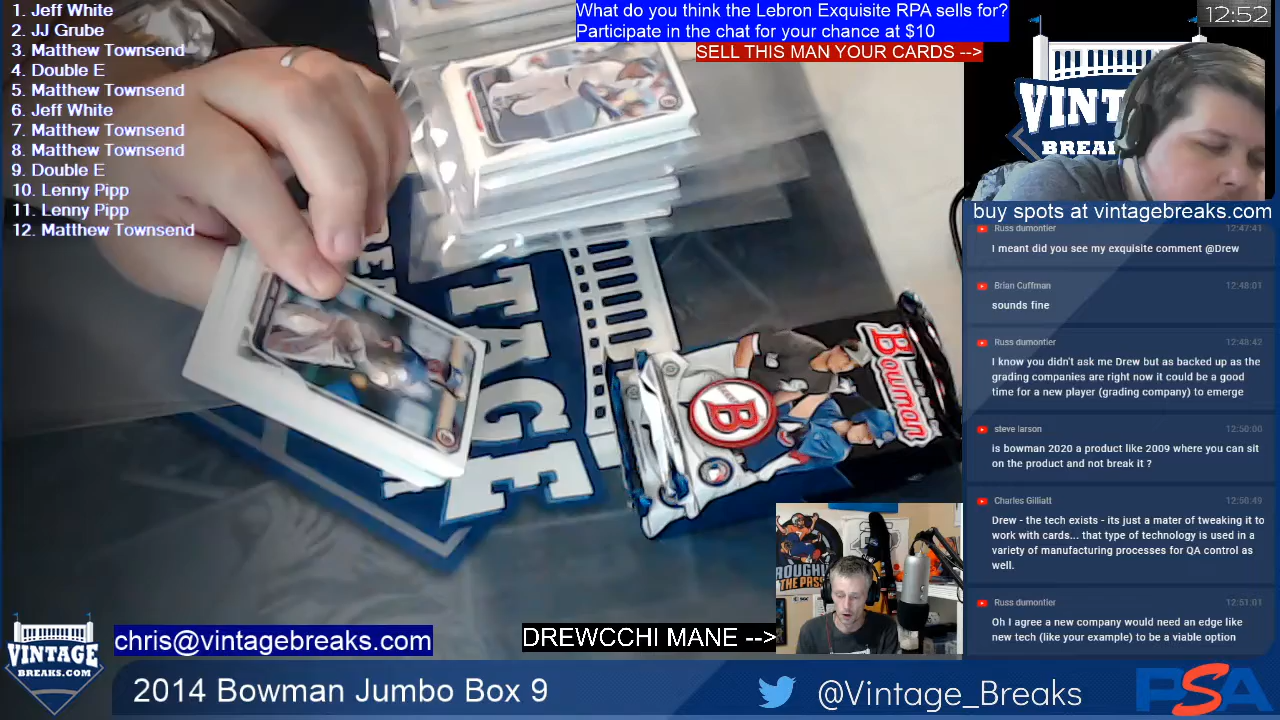 1. Jeff White
2. JJ Grube
3. Matthew Townsend
4. Double E
5. Matthew Townsend
6. Jeff White
7. Matthew Townsend
8. Matthew Townsend
9. Double E
10. Lenny Pipp
11. Lenny Pipp
12. Matthew Townsend
What do you think the Lebron Exquisite RPA sells for?
Participate in the chat for your chance at $10
SELL THIS MAN YOUR CARDS -->
12:52
VINT
BREAK
buy spots at vintagebreaks.com
Russ dumontier 12:47:41
I meant did you see my exquisite comment @Drew
Brian Cuffman 12:48:01
sounds fine
Russ dumontier 12:48:42
I know you didn't ask me Drew but as backed up as the
grading companies are right now it could be a good
time for a new player (grading company) to emerge
steve larson 12:50:00
is bowman 2020 a product like 2009 where you can sit
on the product and not break it ?
Charles Gilliatt 12:50:49
Drew - the tech exists - its just a mater of tweaking it to
work with cards... that type of technology is used in a
variety of manufacturing processes for QA control as
well.
Russ dumontier 12:51:01
Oh I agree a new company would need an edge like
new tech (like your example) to be a viable option
TAGE
Bowman
B
ROUGHING
THE PASS
DREWCCHI MANE -->
chris@vintagebreaks.com
VINTAGE
BREAKS.COM
2014 Bowman Jumbo Box 9
@Vintage_Breaks
PSA